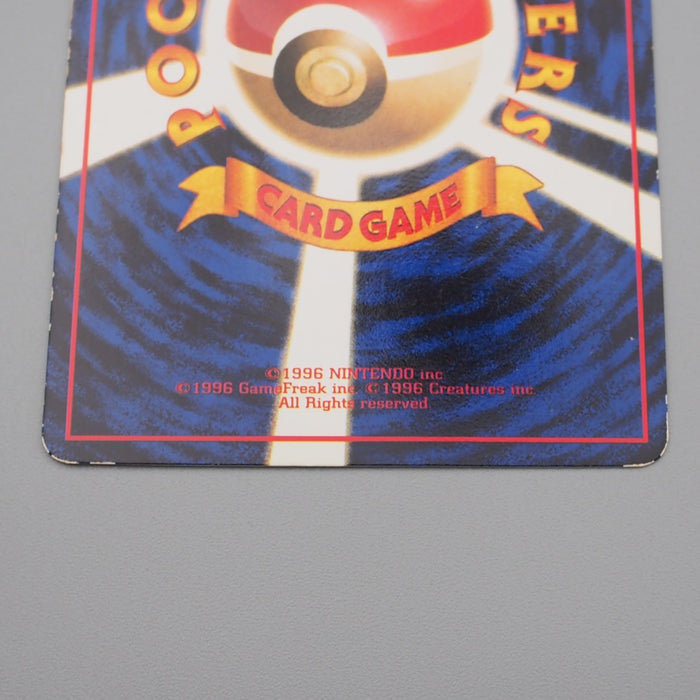 POC ERS
CARD GAME
©1996 NINTENDO inc
©1996 GameFreak inc. ©1996 Creatures inc.
All Rights reserved